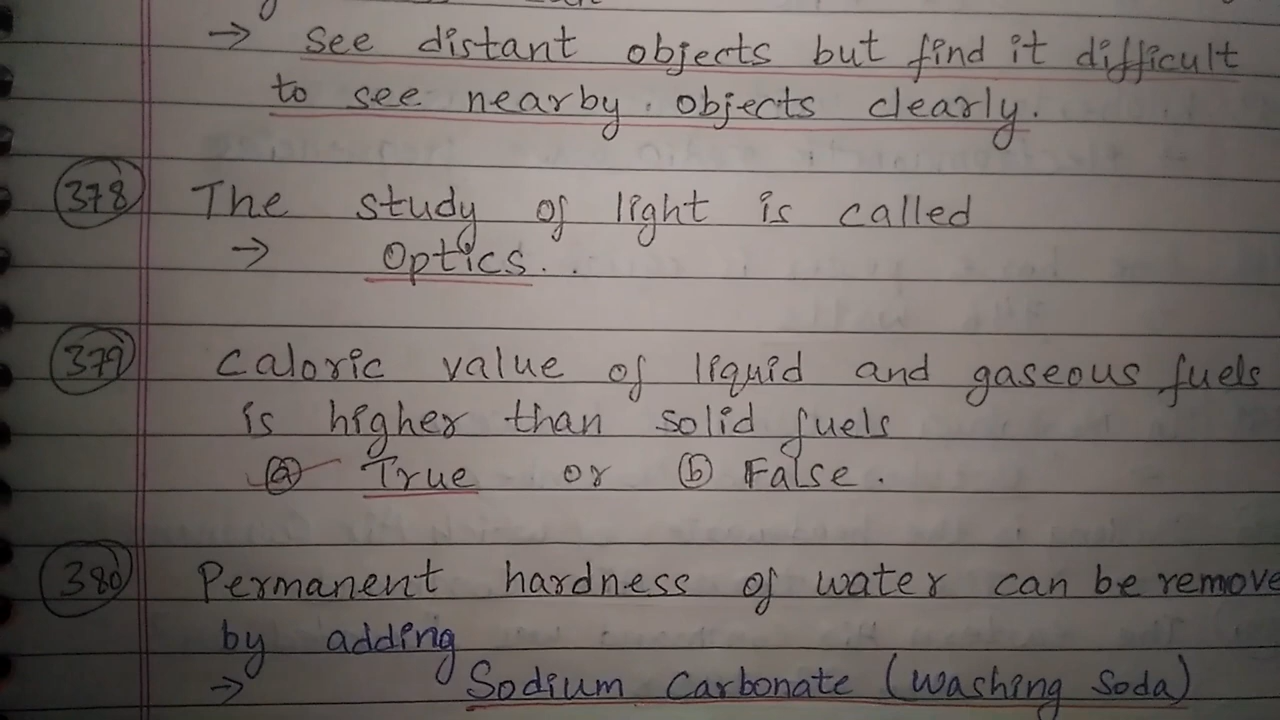 → See distant objects but find it difficult
to see nearby objects clearly.
378 The study of light is called
→ Optics..
379 Caloric value of liquid and gaseous fuels
is higher than solid fuels
ⓐ True or ⓑ False.
380 Permanent hardness of water can be remove
by adding
→ Sodium Carbonate (Washing Soda)